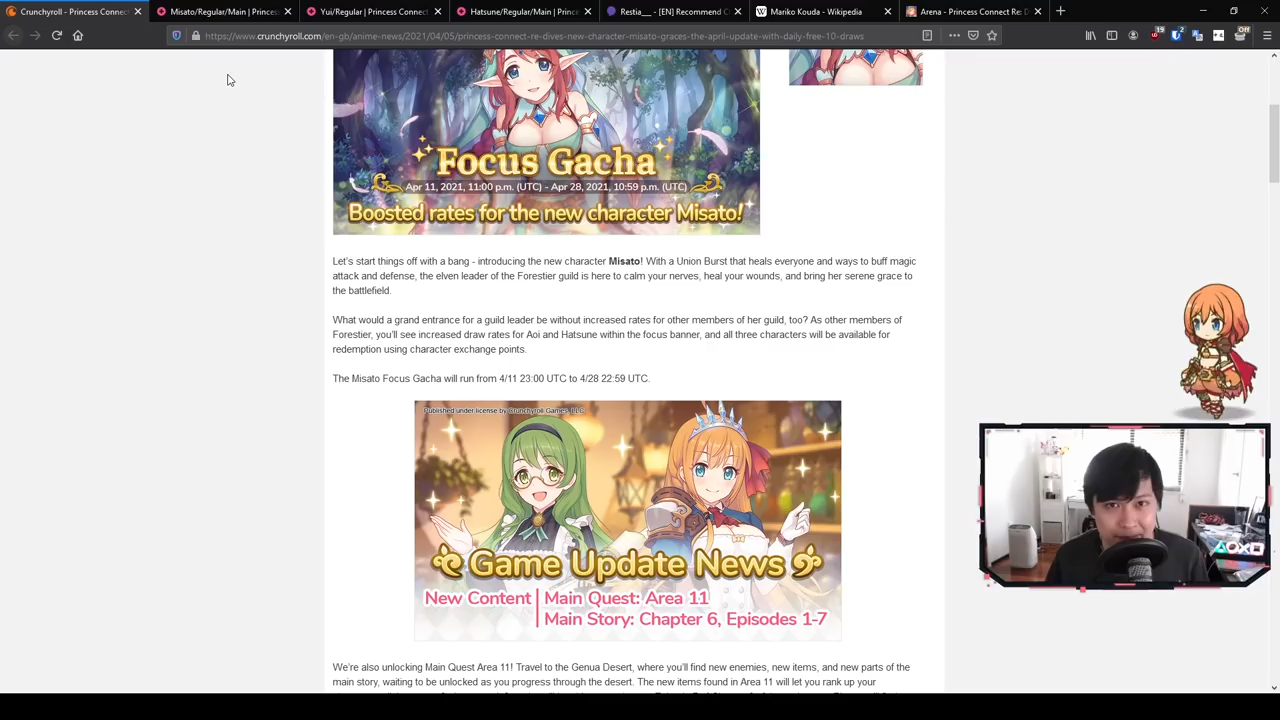 Crunchyroll - Princess Connect
Misato/Regular/Main | Princess
Yui/Regular | Princess Connect
Hatsune/Regular/Main | Prince
Restia___ - [EN] Recommend C
Mariko Kouda - Wikipedia
Arena - Princess Connect Re: D
https://www.crunchyroll.com/en-gb/anime-news/2021/04/05/princess-connect-re-dives-new-character-misato-graces-the-april-update-with-daily-free-10-draws
Focus Gacha
Apr 11, 2021, 11:00 p.m. (UTC) - Apr 28, 2021, 10:59 p.m. (UTC)
Boosted rates for the new character Misato!
Let's start things off with a bang - introducing the new character Misato! With a Union Burst that heals everyone and ways to buff magic
attack and defense, the elven leader of the Forestier guild is here to calm your nerves, heal your wounds, and bring her serene grace to
the battlefield.
What would a grand entrance for a guild leader be without increased rates for other members of her guild, too? As other members of
Forestier, you'll see increased draw rates for Aoi and Hatsune within the focus banner, and all three characters will be available for
redemption using character exchange points.
The Misato Focus Gacha will run from 4/11 23:00 UTC to 4/28 22:59 UTC.
Published under license by Crunchyroll Games, LLC
Game Update News
New Content
Main Quest: Area 11
Main Story: Chapter 6, Episodes 1-7
We're also unlocking Main Quest Area 11! Travel to the Genua Desert, where you'll find new enemies, new items, and new parts of the
main story, waiting to be unlocked as you progress through the desert. The new items found in Area 11 will let you rank up your